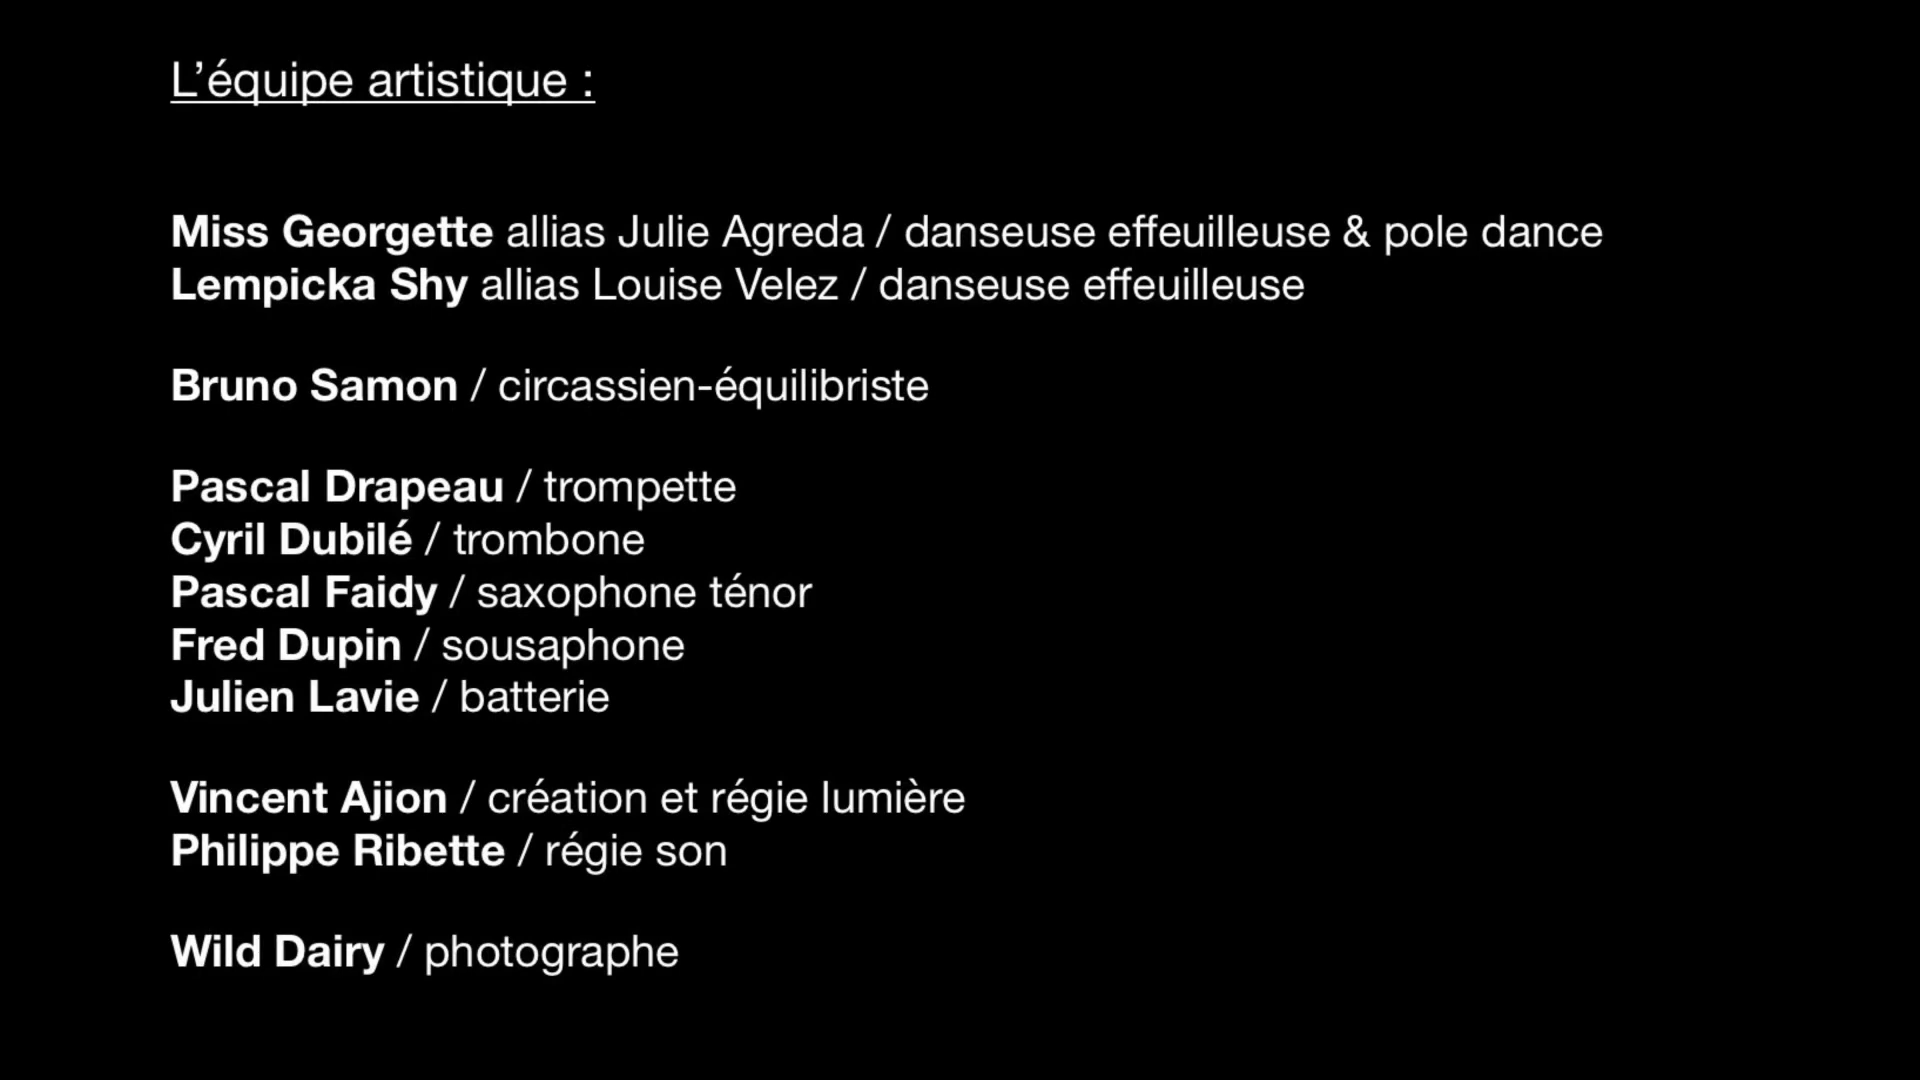 L’équipe artistique :
Miss Georgette allias Julie Agreda / danseuse effeuilleuse & pole dance
Lempicka Shy allias Louise Velez / danseuse effeuilleuse
Bruno Samon / circassien-équilibriste
Pascal Drapeau / trompette
Cyril Dubilé / trombone
Pascal Faidy / saxophone ténor
Fred Dupin / sousaphone
Julien Lavie / batterie
Vincent Ajion / création et régie lumière
Philippe Ribette / régie son
Wild Dairy / photographe